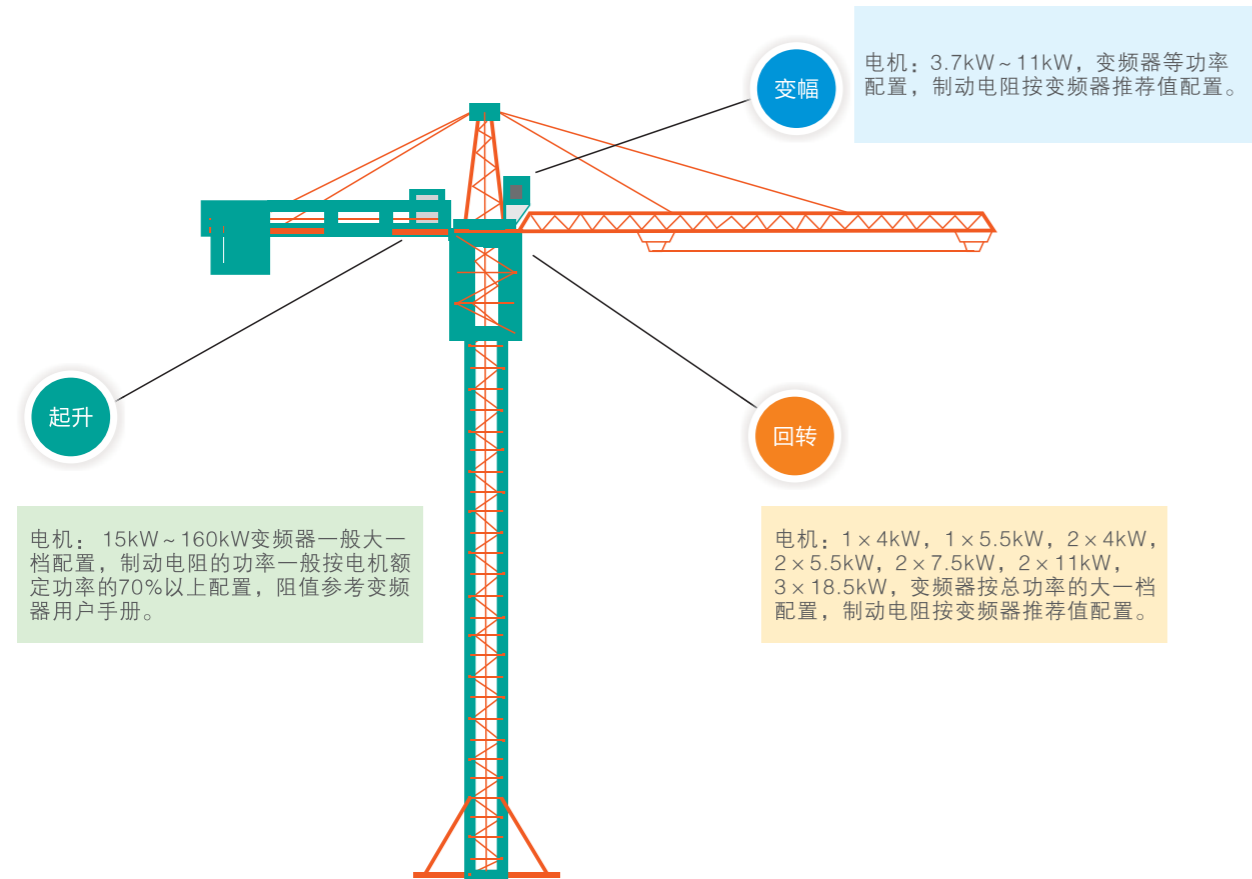 变幅
电机：3.7kW~11kW，变频器等功率
配置，制动电阻按变频器推荐值配置。
起升
电机： 15kW~160kW变频器一般大一
档配置，制动电阻的功率一般按电机额
定功率的70%以上配置，阻值参考变频
器用户手册。
回转
电机：1×4kW，1×5.5kW，2×4kW，
2×5.5kW，2×7.5kW，2×11kW，
3×18.5kW，变频器按总功率的大一档
配置，制动电阻按变频器推荐值配置。